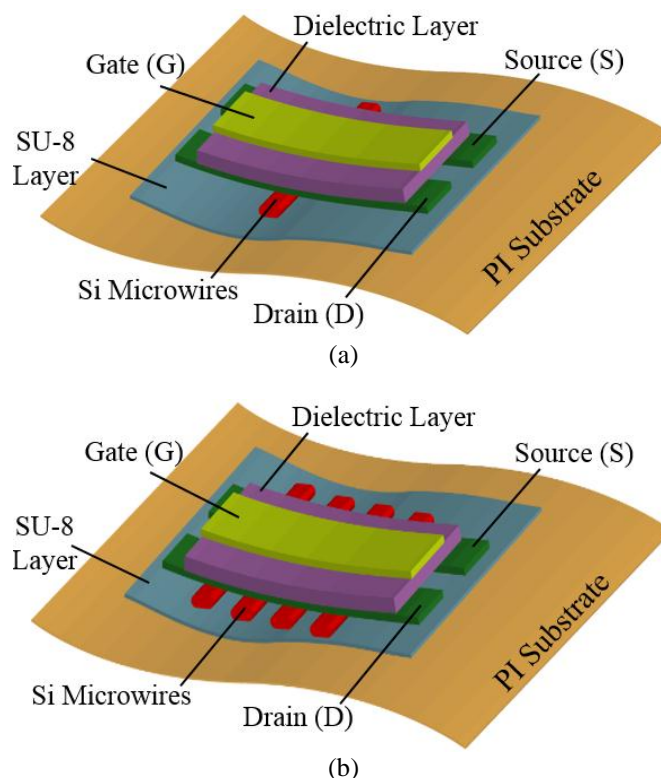 Dielectric Layer
Gate (G)
Source (S)
SU-8
Layer
PI Substrate
Si Microwires
Drain (D)
(a)
Dielectric Layer
Gate (G)
Source (S)
SU-8
Layer
PI Substrate
Si Microwires
Drain (D)
(b)